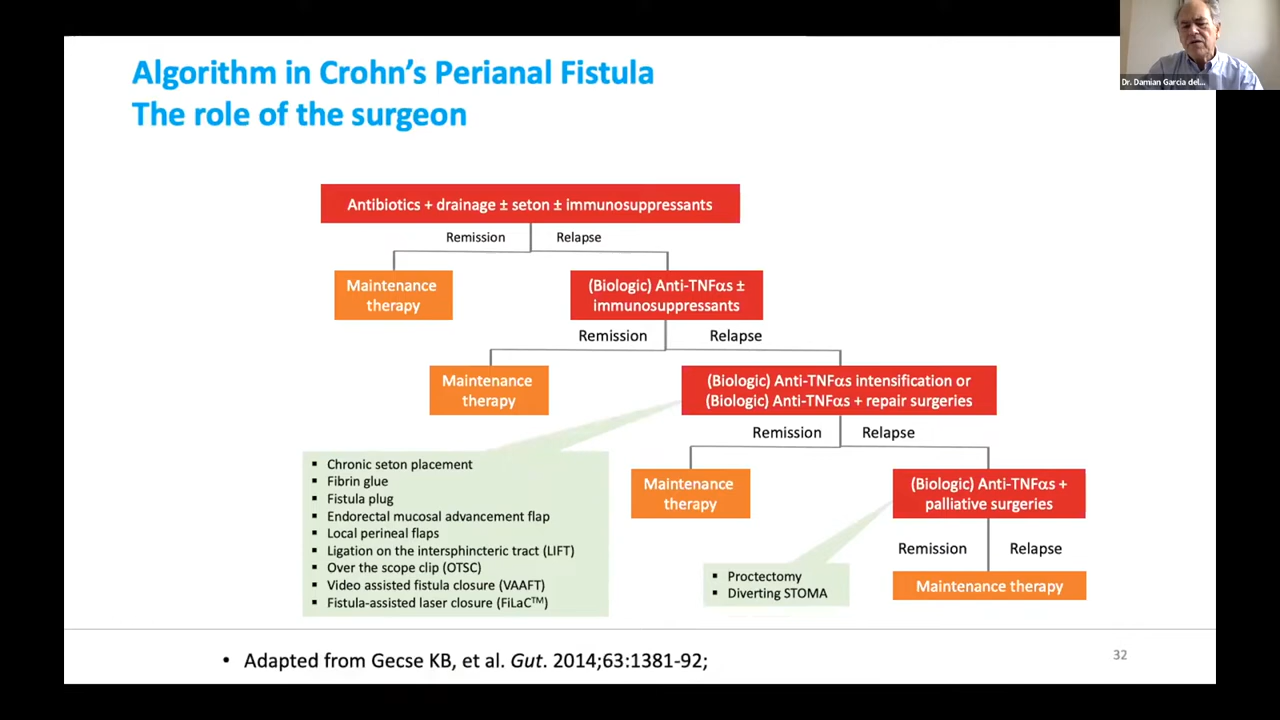 Algorithm in Crohn's Perianal Fistula
The role of the surgeon
Dr. Damian Garcia del...
Antibiotics + drainage ± seton ± immunosuppressants
Remission
Relapse
Maintenance
therapy
(Biologic) Anti-TNFαs ±
immunosuppressants
Remission
Relapse
Maintenance
therapy
(Biologic) Anti-TNFαs intensification or
(Biologic) Anti-TNFαs + repair surgeries
Remission
Relapse
▪ Chronic seton placement
▪ Fibrin glue
▪ Fistula plug
▪ Endorectal mucosal advancement flap
▪ Local perineal flaps
▪ Ligation on the intersphincteric tract (LIFT)
▪ Over the scope clip (OTSC)
▪ Video assisted fistula closure (VAAFT)
▪ Fistula-assisted laser closure (FiLaC™)
Maintenance
therapy
(Biologic) Anti-TNFαs +
palliative surgeries
Remission
Relapse
▪ Proctectomy
▪ Diverting STOMA
Maintenance therapy
• Adapted from Gecse KB, et al. Gut. 2014;63:1381-92;
32